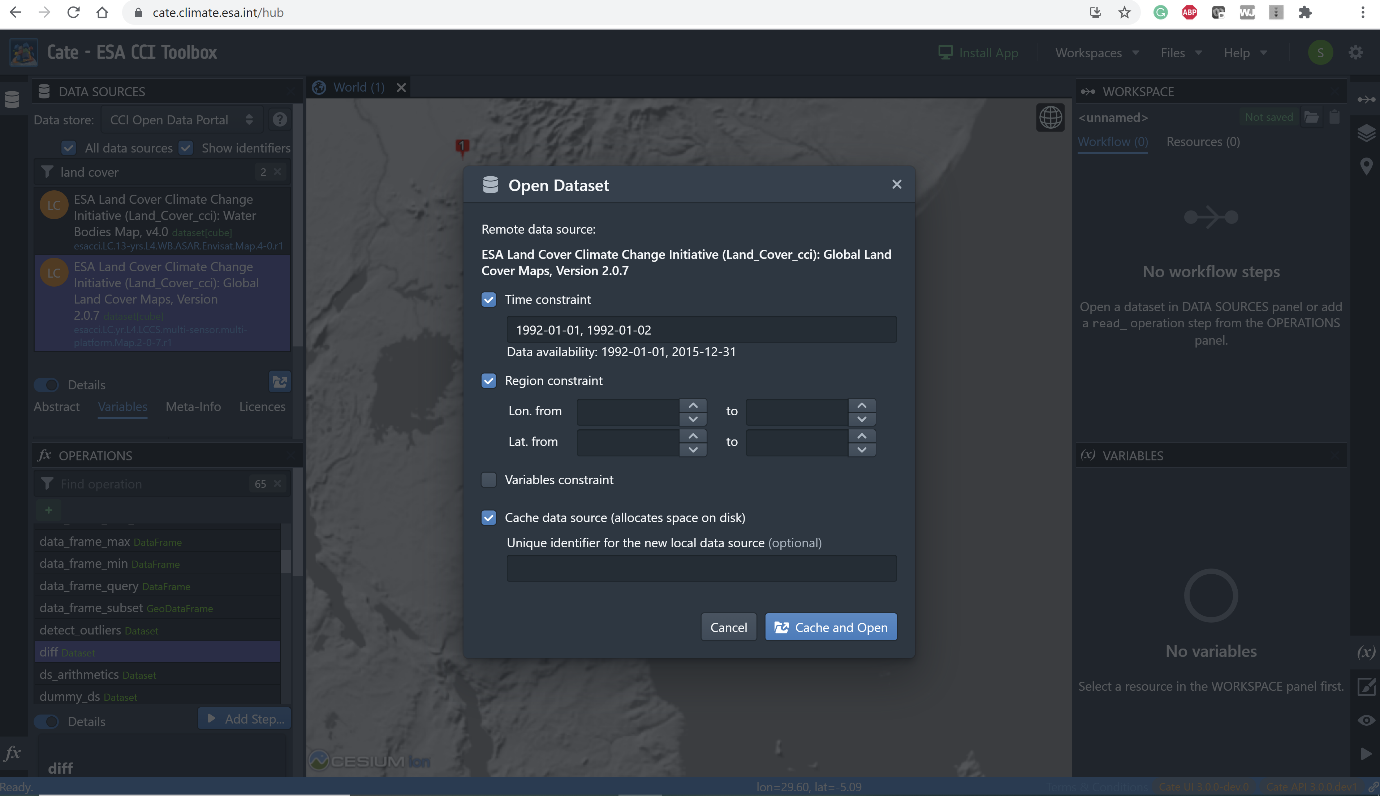 cate.climate.esa.int/hub
ABP
Cate - ESA CCI Toolbox
Install App
Workspaces
Files
Help
S
DATA SOURCES
Data store:
CCI Open Data Portal
?
All data sources
Show identifiers
land cover
2
LC
ESA Land Cover Climate Change
Initiative (Land_Cover_cci): Water
Bodies Map, v4.0 dataset[cube]
esacci.LC.13-yrs.L4.WB.ASAR.Envisat.Map.4-0.r1
LC
ESA Land Cover Climate Change
Initiative (Land_Cover_cci): Global
Land Cover Maps, Version
2.0.7 dataset[cube]
esacci.LC.yr.L4.LCCS.multi-sensor.multi-
platform.Map.2-0-7.r1
Details
Abstract
Variables
Meta-Info
Licences
fx OPERATIONS
Find operation
65
+
data_frame_max DataFrame
data_frame_min DataFrame
data_frame_query DataFrame
data_frame_subset GeoDataFrame
detect_outliers Dataset
diff Dataset
ds_arithmetics Dataset
dummy_ds Dataset
Details
Add Step...
fx
diff
Ready.
World (1)
1
Open Dataset
Remote data source:
ESA Land Cover Climate Change Initiative (Land_Cover_cci): Global Land
Cover Maps, Version 2.0.7
Time constraint
1992-01-01, 1992-01-02
Data availability: 1992-01-01, 2015-12-31
Region constraint
Lon. from
to
Lat. from
to
Variables constraint
Cache data source (allocates space on disk)
Unique identifier for the new local data source (optional)
Cancel
Cache and Open
CESIUM ion
lon=29.60, lat= 5.09
WORKSPACE
<unnamed>
Not saved
Workflow (0)
Resources (0)
No workflow steps
Open a dataset in DATA SOURCES panel or add
a read_ operation step from the OPERATIONS
panel.
(x) VARIABLES
No variables
Select a resource in the WORKSPACE panel first.
(x)
Cate UI 3.0.0-dev.0
Cate API 3.0.0.dev1